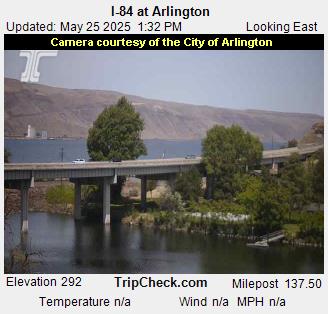 I-84 at Arlington
Updated: May 25 2025 1:32 PM Looking East
Camera courtesy of the City of Arlington
Elevation 292 TripCheck.com Milepost 137.50
Temperature n/a Wind n/a MPH n/a